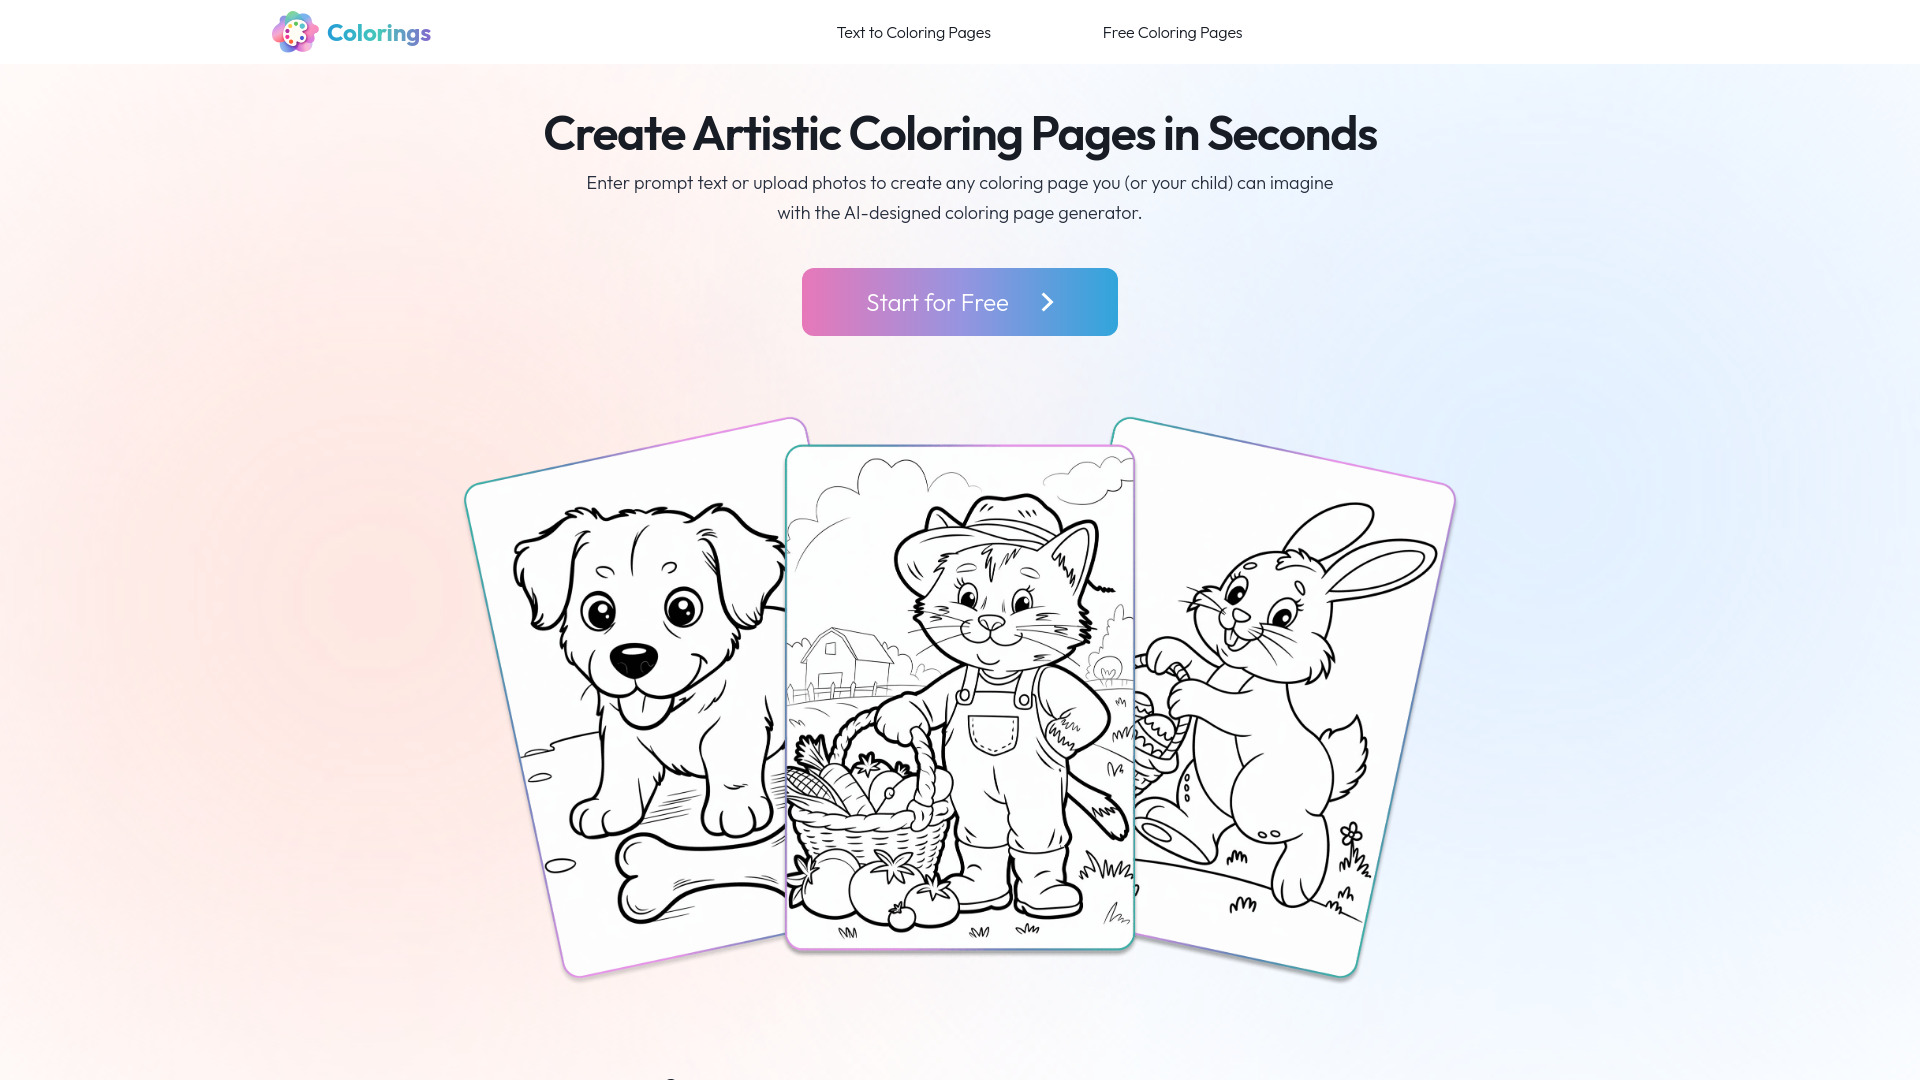 Colorings
Text to Coloring Pages
Free Coloring Pages
Create Artistic Coloring Pages in Seconds
Enter prompt text or upload photos to create any coloring page you (or your child) can imagine
with the AI-designed coloring page generator.
Start for Free